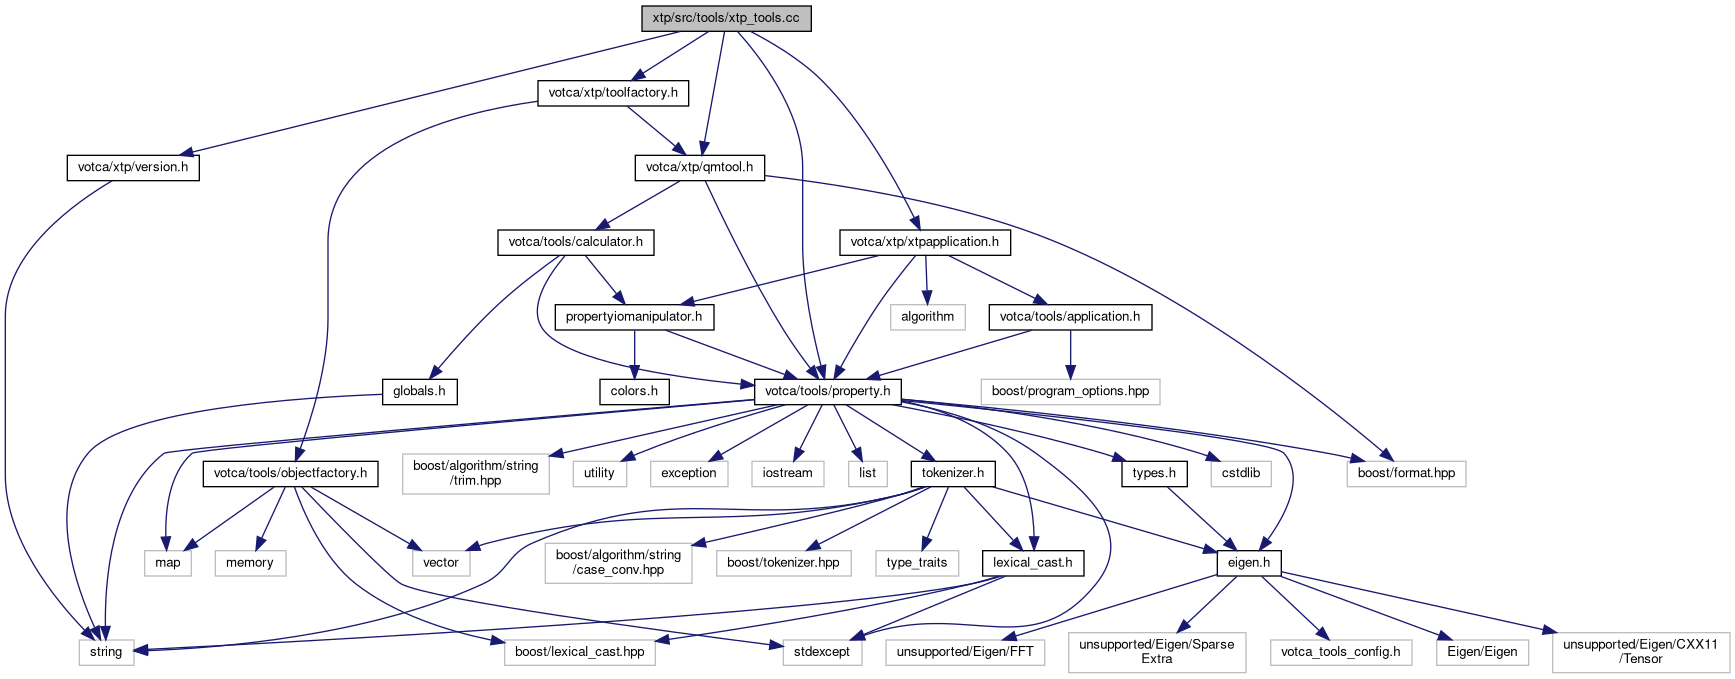 xtp/src/tools/xtp_tools.cc
votca/xtp/toolfactory.h
votca/xtp/version.h
votca/xtp/qmtool.h
votca/tools/calculator.h
votca/xtp/xtpapplication.h
propertyiomanipulator.h
algorithm
votca/tools/application.h
globals.h
colors.h
votca/tools/property.h
boost/program_options.hpp
votca/tools/objectfactory.h
boost/algorithm/string
/trim.hpp
utility
exception
iostream
list
tokenizer.h
types.h
cstdlib
boost/format.hpp
map
memory
vector
boost/algorithm/string
/case_conv.hpp
boost/tokenizer.hpp
type_traits
lexical_cast.h
eigen.h
string
boost/lexical_cast.hpp
stdexcept
unsupported/Eigen/FFT
unsupported/Eigen/Sparse
Extra
votca_tools_config.h
Eigen/Eigen
unsupported/Eigen/CXX11
/Tensor